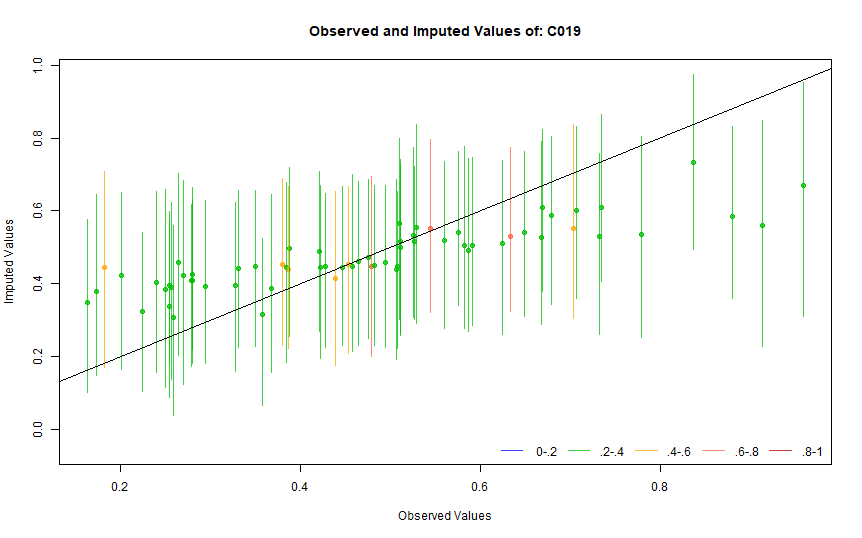 Observed and Imputed Values of: C019
Imputed Values
1.0
0.8
0.6
0.4
0.2
0.0
0-.2 .2-.4 .4-.6 .6-.8 .8-1
0.2 0.4 0.6 0.8
Observed Values